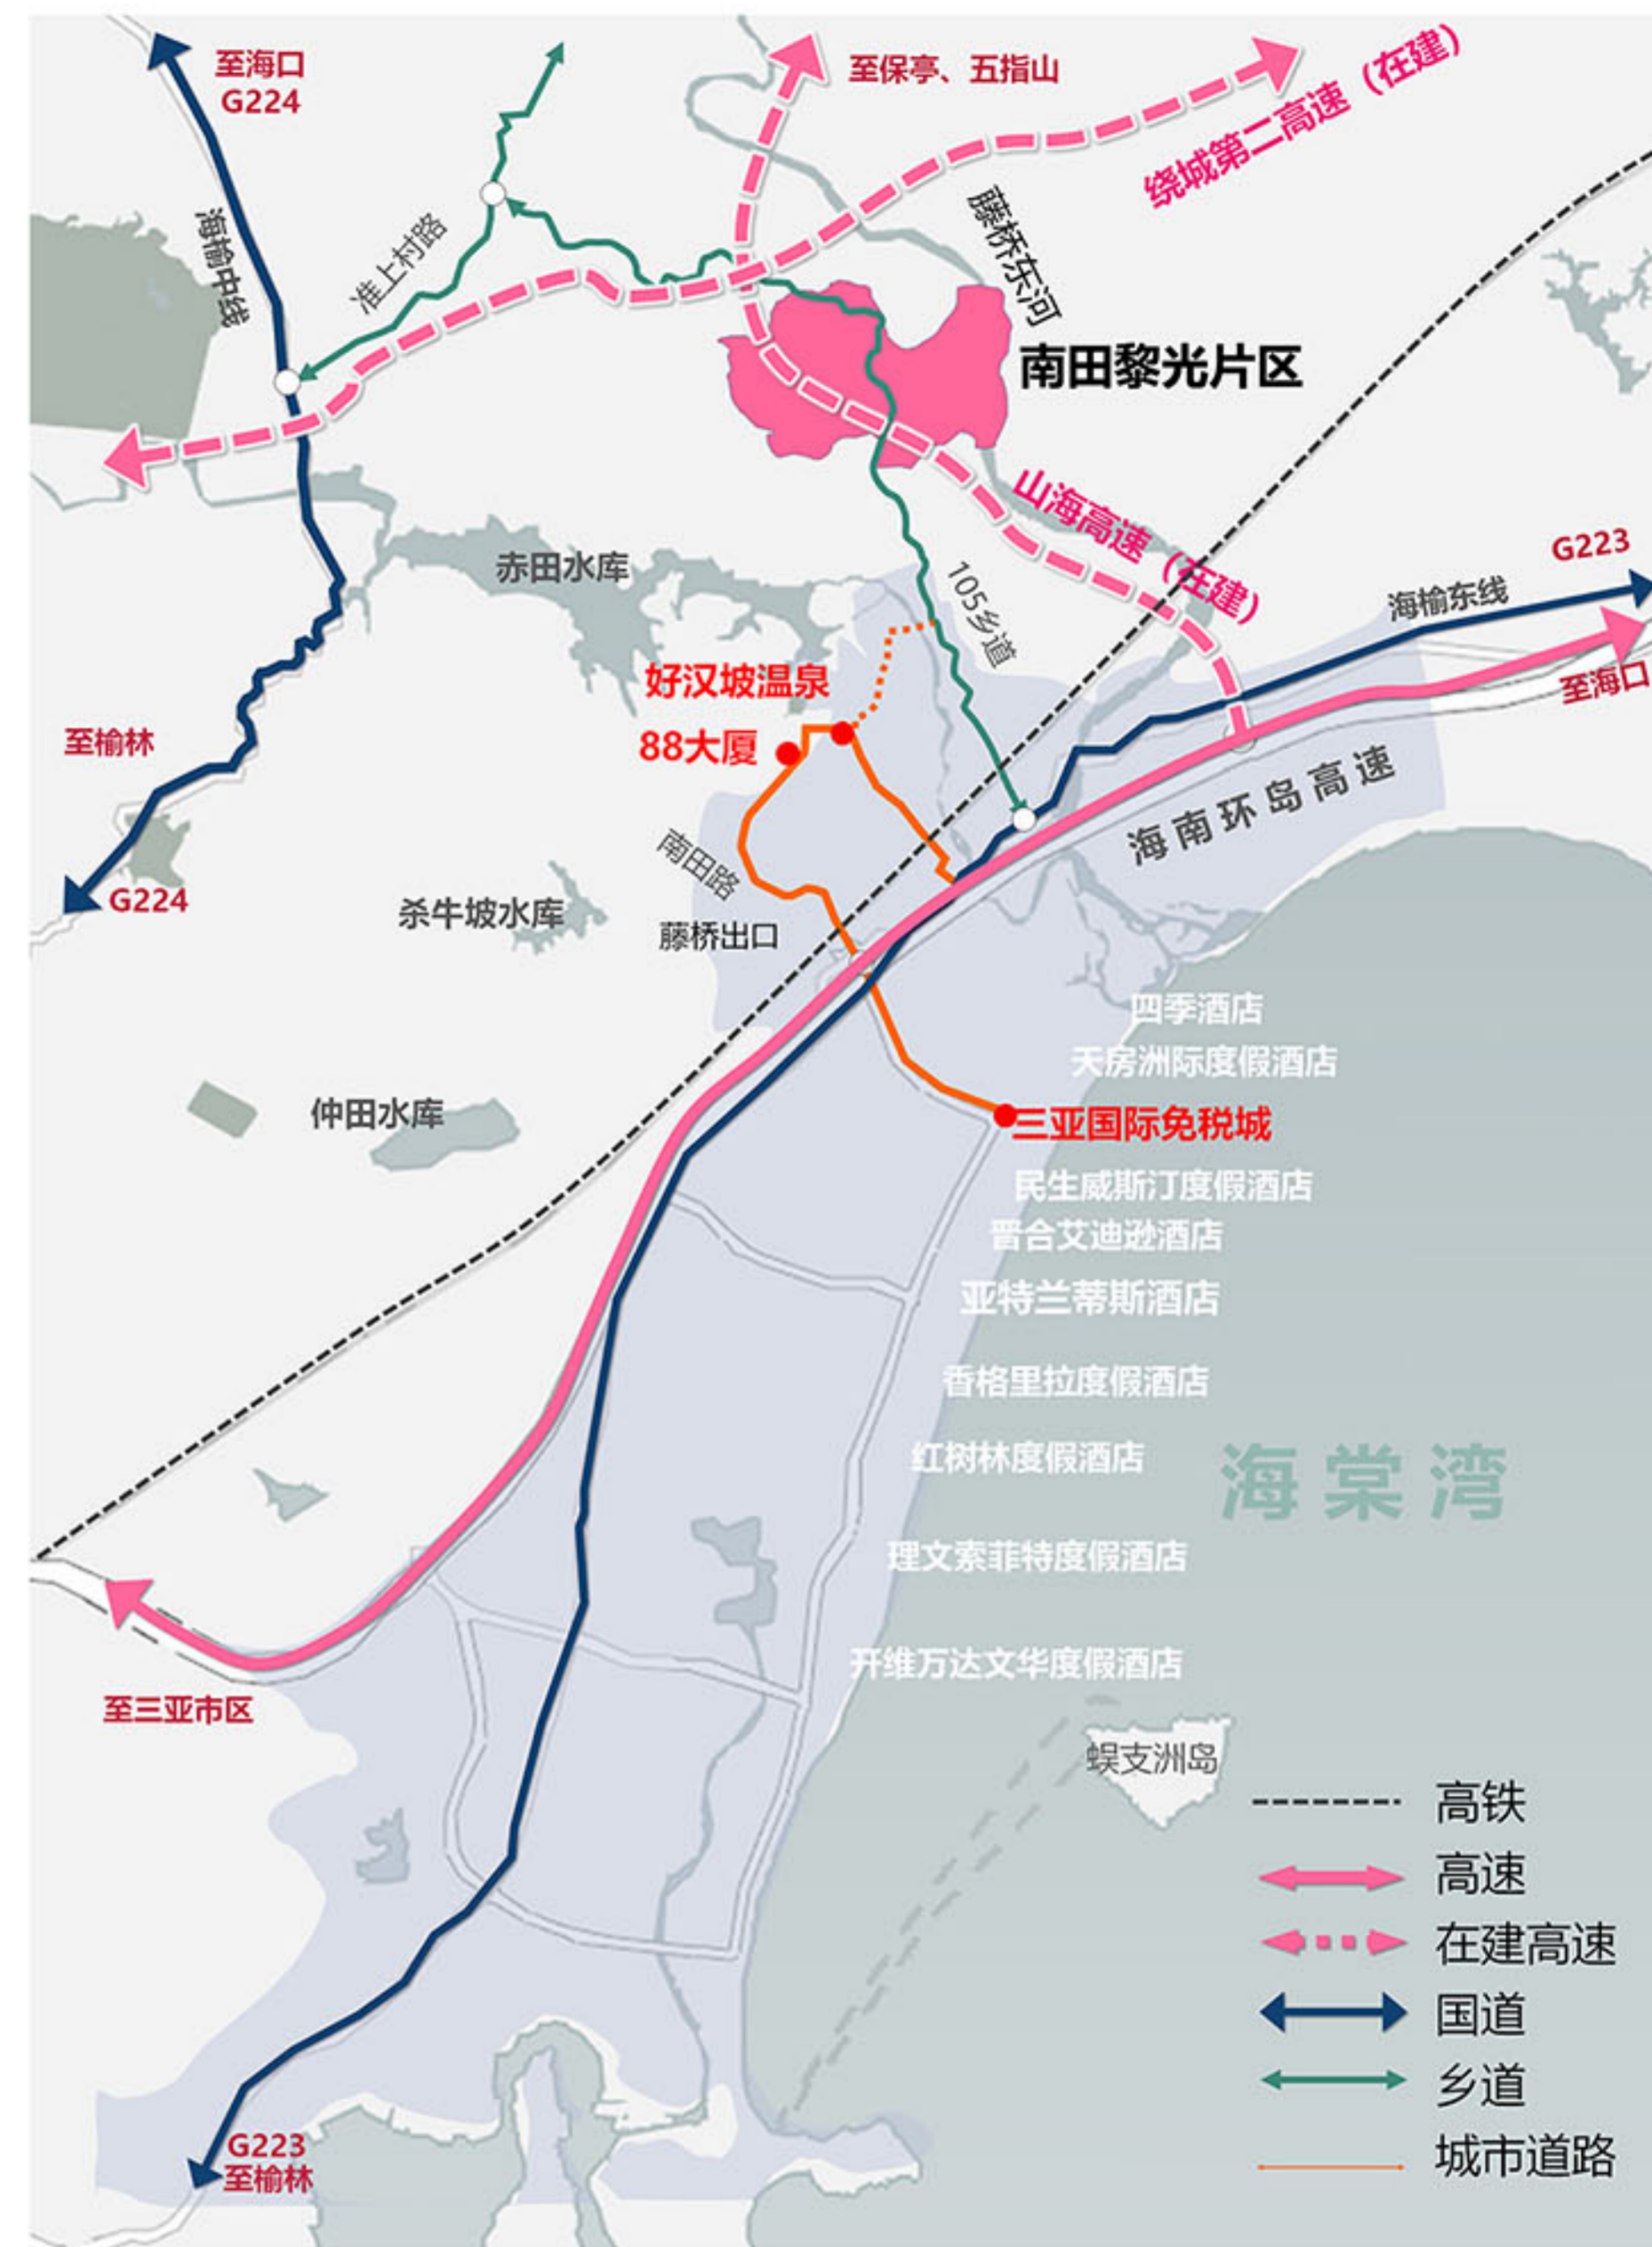 至海口
G224
至保亭、五指山
绕城第二高速（在建）
海榆中线
淮上村路
藤桥东河
南田黎光片区
山海高速（在建）
G223
赤田水库
105乡道
海榆东线
好汉坡温泉
至海口
至榆林
88大厦
海南环岛高速
南田路
G224
杀牛坡水库
藤桥出口
四季酒店
天房洲际度假酒店
仲田水库
三亚国际免税城
民生威斯汀度假酒店
晋合艾迪逊酒店
亚特兰蒂斯酒店
香格里拉度假酒店
红树林度假酒店
海棠湾
理文索菲特度假酒店
开维万达文华度假酒店
至三亚市区
蜈支洲岛
高铁
高速
在建高速
国道
乡道
城市道路
G223
至榆林